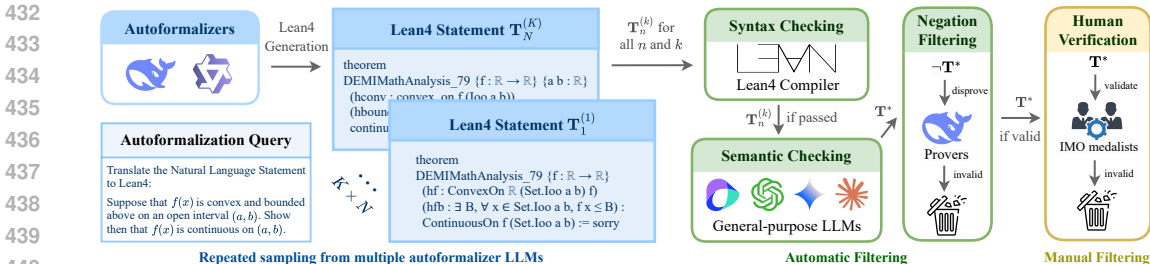 432
433
434
435
436
437
438
439
Autoformalizers
Lean4
Generation
Autoformalization Query
Translate the Natural Language Statement
to Lean4:
Suppose that f(x) is convex and bounded
above on an open interval (a, b). Show
then that f(x) is continuous on (a, b).
Lean4 Statement T_N^(K)
theorem
DEMIMathAnalysis_79 {f : ℝ → ℝ} {a b : ℝ}
(hconv : convex_on f (Ioo a b))
(hboun
continu
K × N
...
Lean4 Statement T_1^(1)
theorem
DEMIMathAnalysis_79 {f : ℝ → ℝ}
(hf : ConvexOn ℝ (Set.Ioo a b) f)
(hfb : ∃ B, ∀ x ∈ Set.Ioo a b, f x ≤ B) :
ContinuousOn f (Set.Ioo a b) := sorry
Repeated sampling from multiple autoformalizer LLMs
T_n^(k) for
all n and k
Syntax Checking
LEAN
Lean4 Compiler
T_n^(k) if passed
Semantic Checking
General-purpose LLMs
T*
Negation
Filtering
¬T*
disprove
Provers
invalid
Automatic Filtering
T*
if valid
Human
Verification
T*
validate
IMO medalists
invalid
Manual Filtering